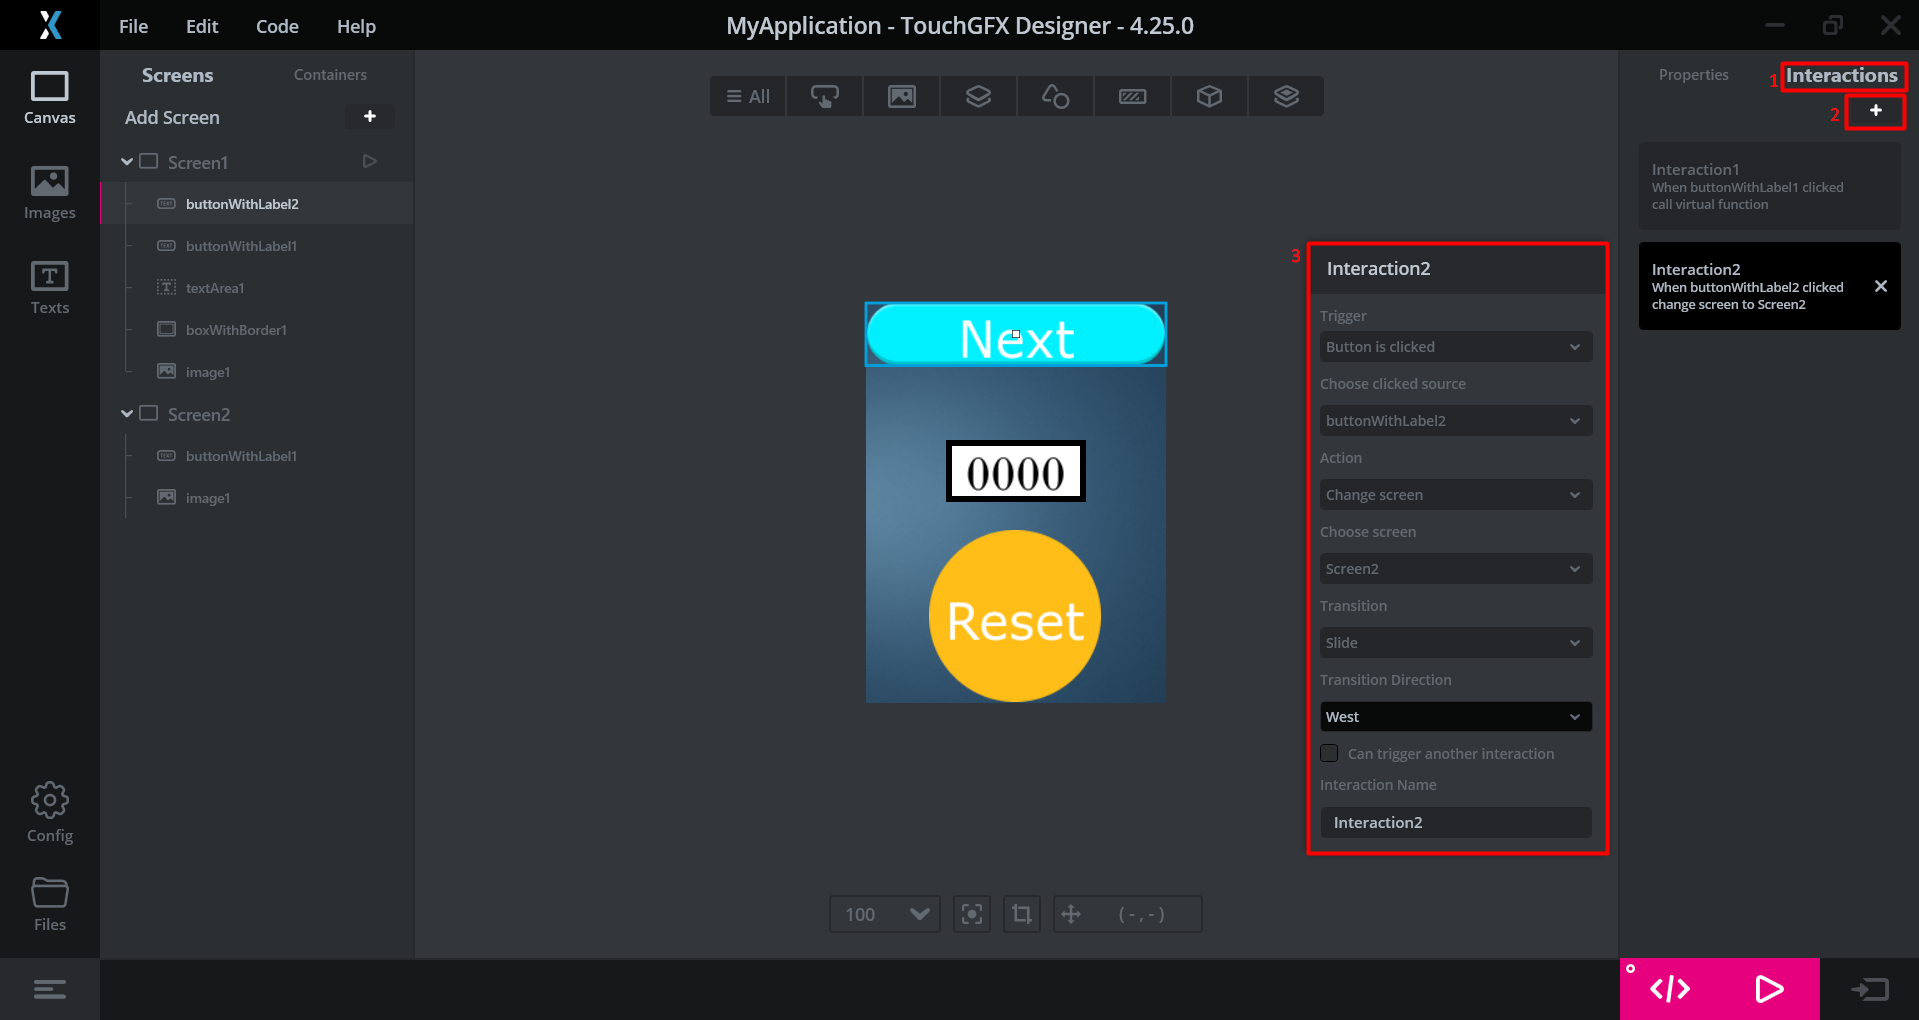 File Edit Code Help
MyApplication - TouchGFX Designer - 4.25.0
Canvas
Images
Texts
Config
Files
Screens Containers
Add Screen
Screen1
TEXT buttonWithLabel2
TEXT buttonWithLabel1
T textArea1
boxWithBorder1
image1
Screen2
TEXT buttonWithLabel1
image1
All
Next
0000
Reset
100
( - , - )
3
Interaction2
Trigger
Button is clicked
Choose clicked source
buttonWithLabel2
Action
Change screen
Choose screen
Screen2
Transition
Slide
Transition Direction
West
Can trigger another interaction
Interaction Name
Interaction2
Properties 1 Interactions
2 +
Interaction1
When buttonWithLabel1 clicked
call virtual function
Interaction2
When buttonWithLabel2 clicked
change screen to Screen2